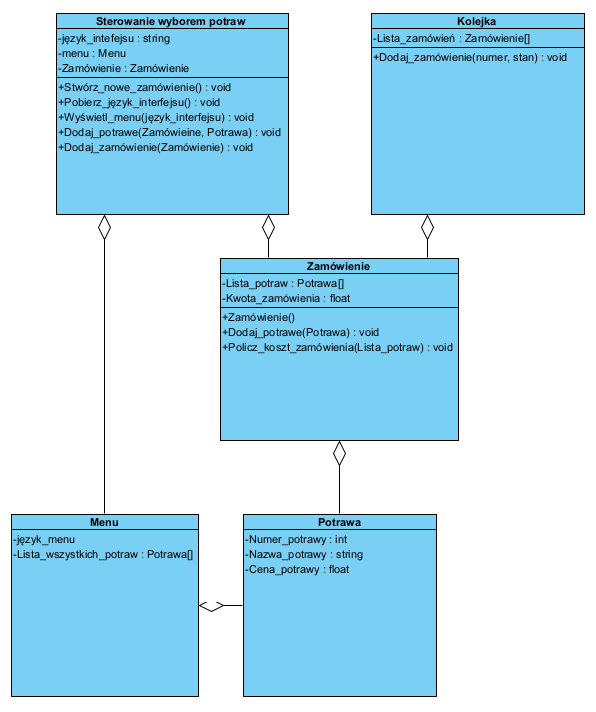 Sterowanie wyborem potraw
-język_intefejsu : string
-menu : Menu
-Zamówienie : Zamówienie
+Stwórz_nowe_zamówienie() : void
+Pobierz_język_interfejsu() : void
+Wyświetl_menu(język_interfejsu) : void
+Dodaj_potrawe(Zamówieine, Potrawa) : void
+Dodaj_zamówienie(Zamówienie) : void
Kolejka
-Lista_zamówień : Zamówienie[]
+Dodaj_zamówienie(numer, stan) : void
Zamówienie
-Lista_potraw : Potrawa[]
-Kwota_zamówienia : float
+Zamówienie()
+Dodaj_potrawe(Potrawa) : void
+Policz_koszt_zamówienia(Lista_potraw) : void
Menu
-język_menu
-Lista_wszystkich_potraw : Potrawa[]
Potrawa
-Numer_potrawy : int
-Nazwa_potrawy : string
-Cena_potrawy : float